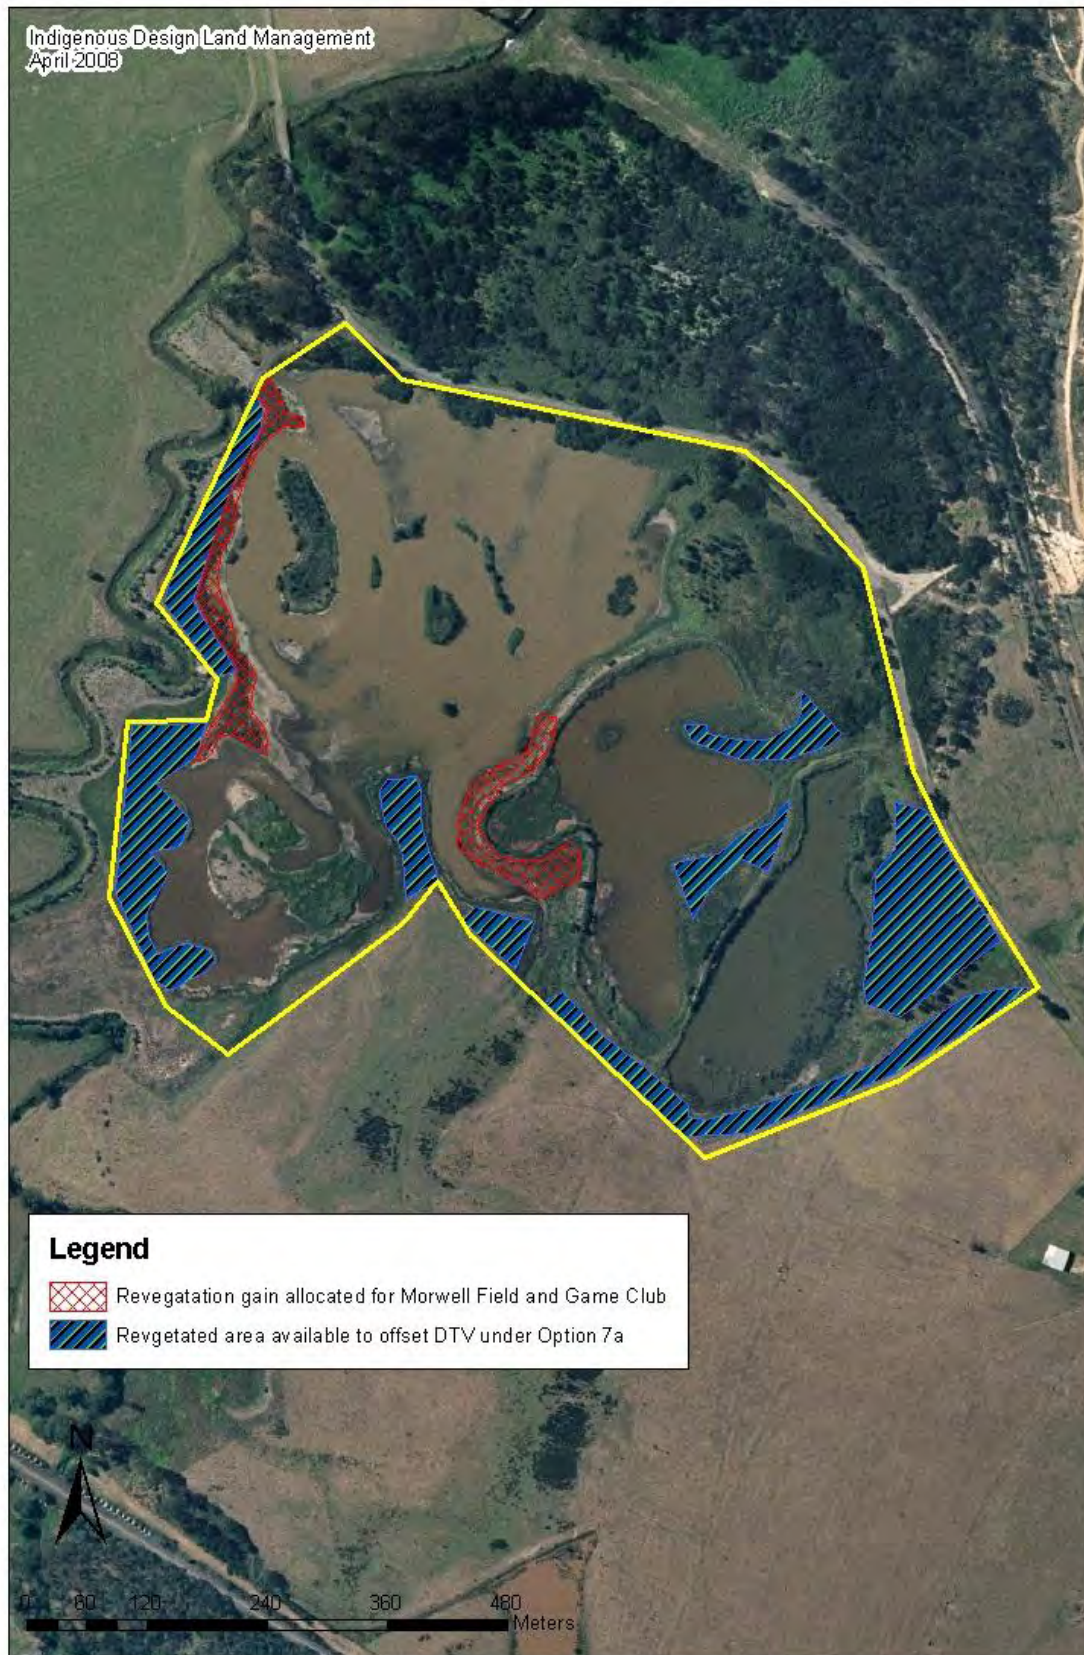 Indigenous Design Land Management
April 2008
Legend
Revegatation gain allocated for Morwell Field and Game Club
Revgetated area available to offset DTV under Option 7a
N
0 60 120 240 360 480
Meters